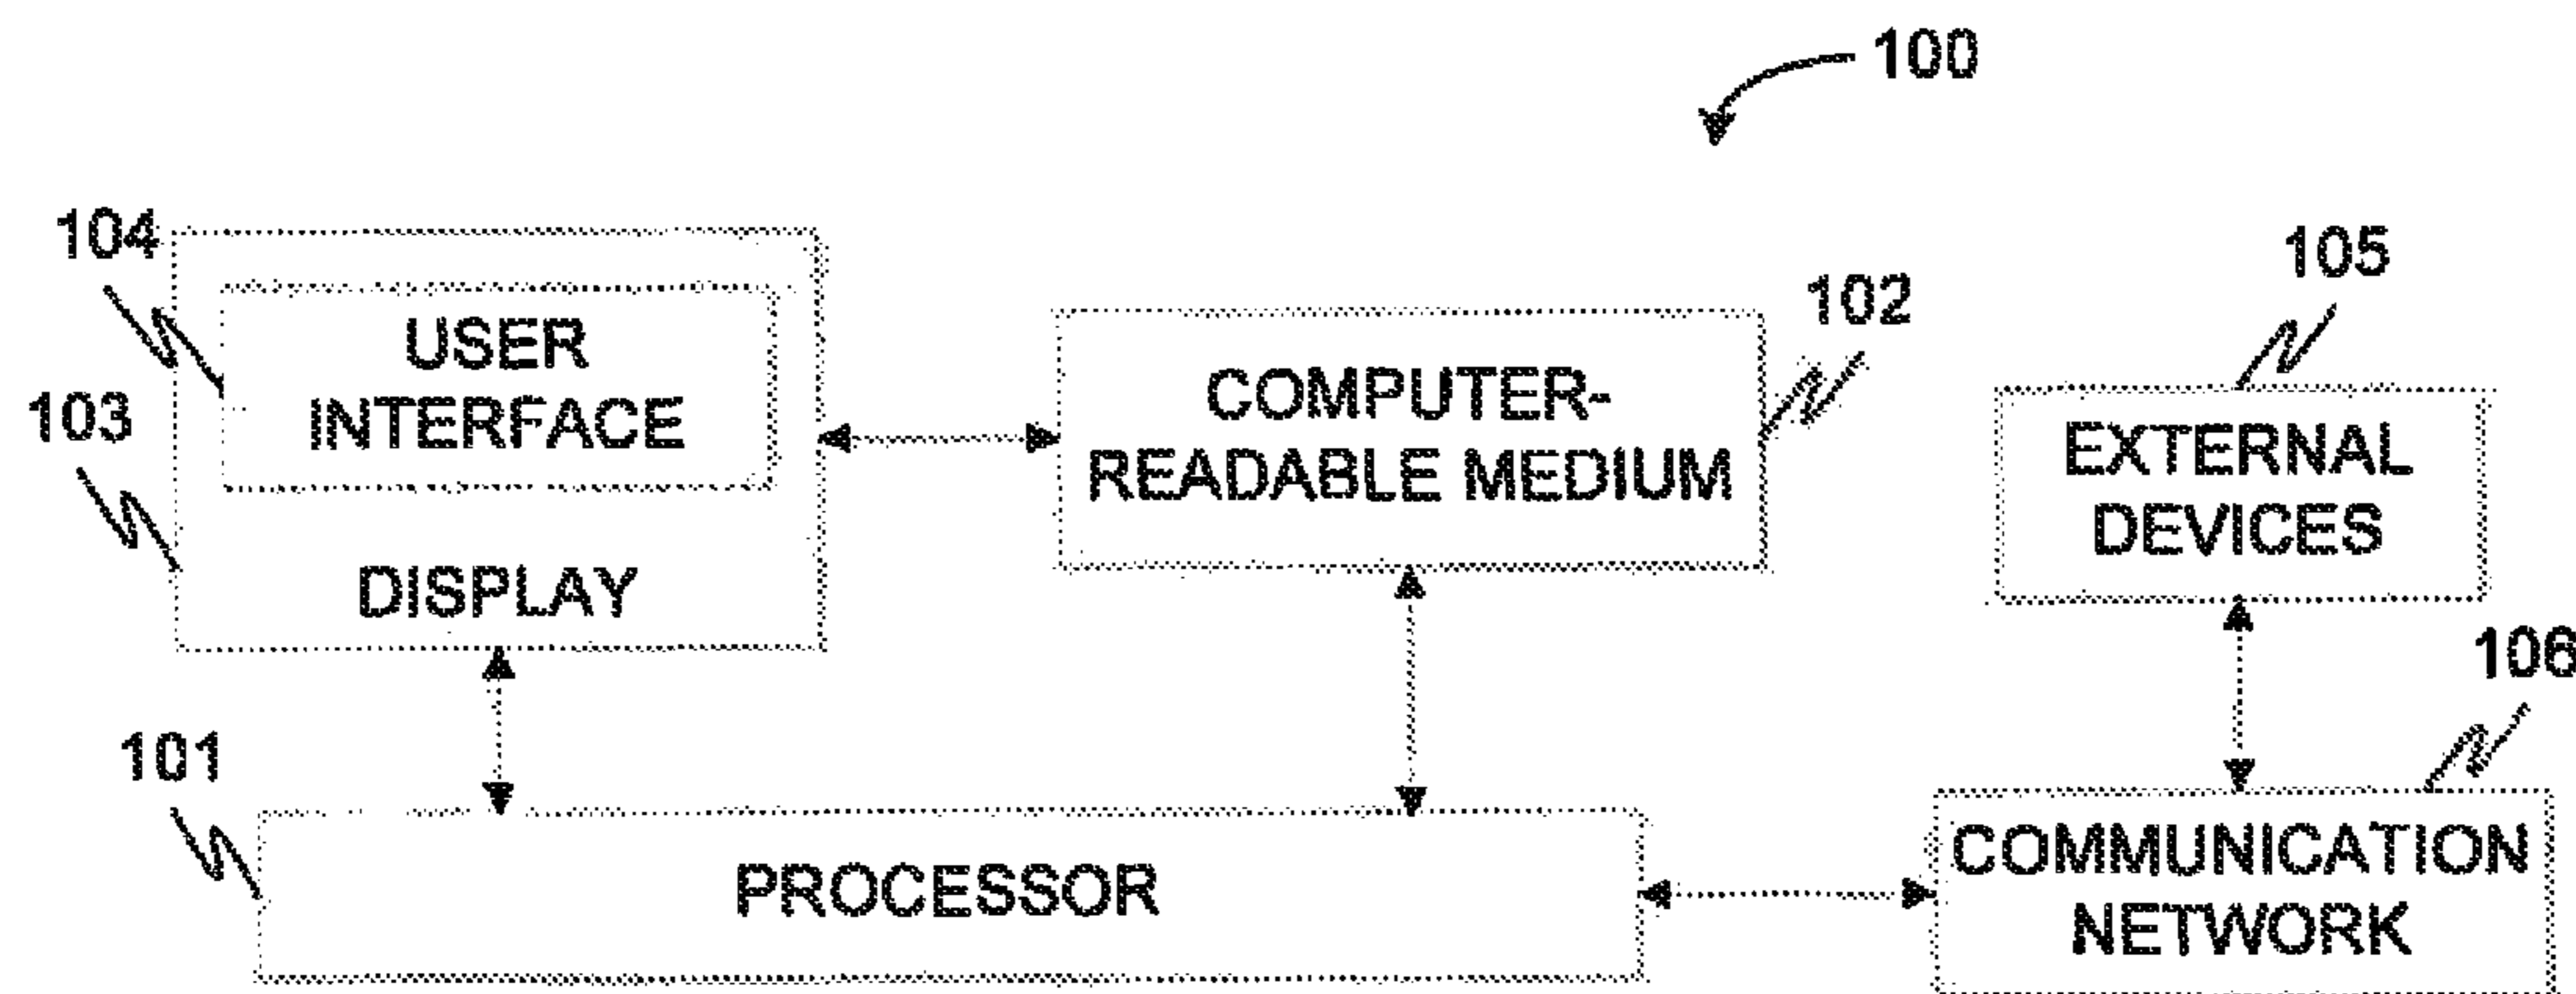 100
104
USER
INTERFACE
103
DISPLAY
102
COMPUTER-
READABLE MEDIUM
105
EXTERNAL
DEVICES
101
PROCESSOR
106
COMMUNICATION
NETWORK